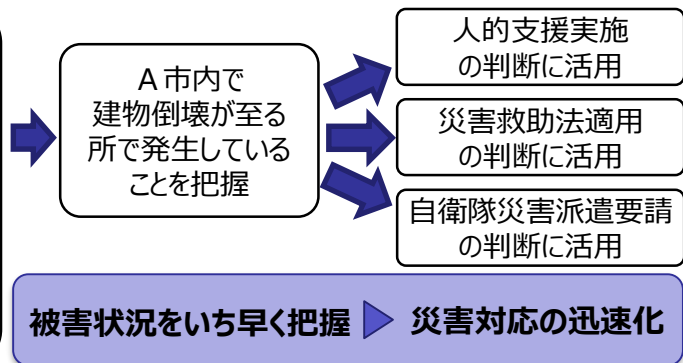 A市内で
建物倒壊が至る
所で発生している
ことを把握
人的支援実施
の判断に活用
災害救助法適用
の判断に活用
自衛隊災害派遣要請
の判断に活用
被害状況をいち早く把握 ▶ 災害対応の迅速化